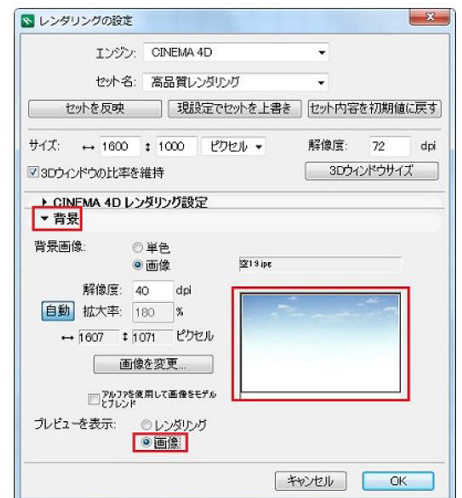 レンダリングの設定
エンジン: CINEMA 4D
セット名: 高品質レンダリング
セットを反映 現設定でセットを上書き セット内容を初期値に戻す
サイズ: ↔ 1600 ↕ 1000 ピクセル 解像度: 72 dpi
3Dウィンドウの比率を維持 3Dウィンドウサイズ
CINEMA 4D レンダリング設定
背景
背景画像: 単色
画像 空19.jpg
解像度: 40 dpi
自動 拡大率: 180 %
↔ 1607 ↕ 1071 ピクセル
画像を変更...
アルファを使用して画像をモデル
とブレンド
プレビューを表示: レンダリング
画像
キャンセル OK